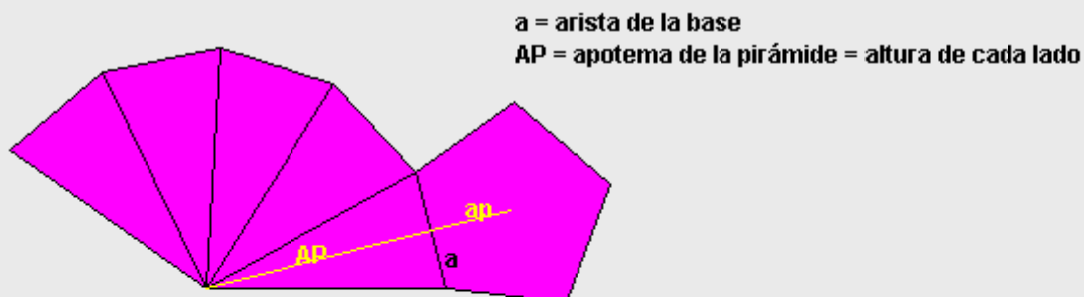 a = arista de la base
AP = apotema de la pirámide = altura de cada lado
ap
AP
a